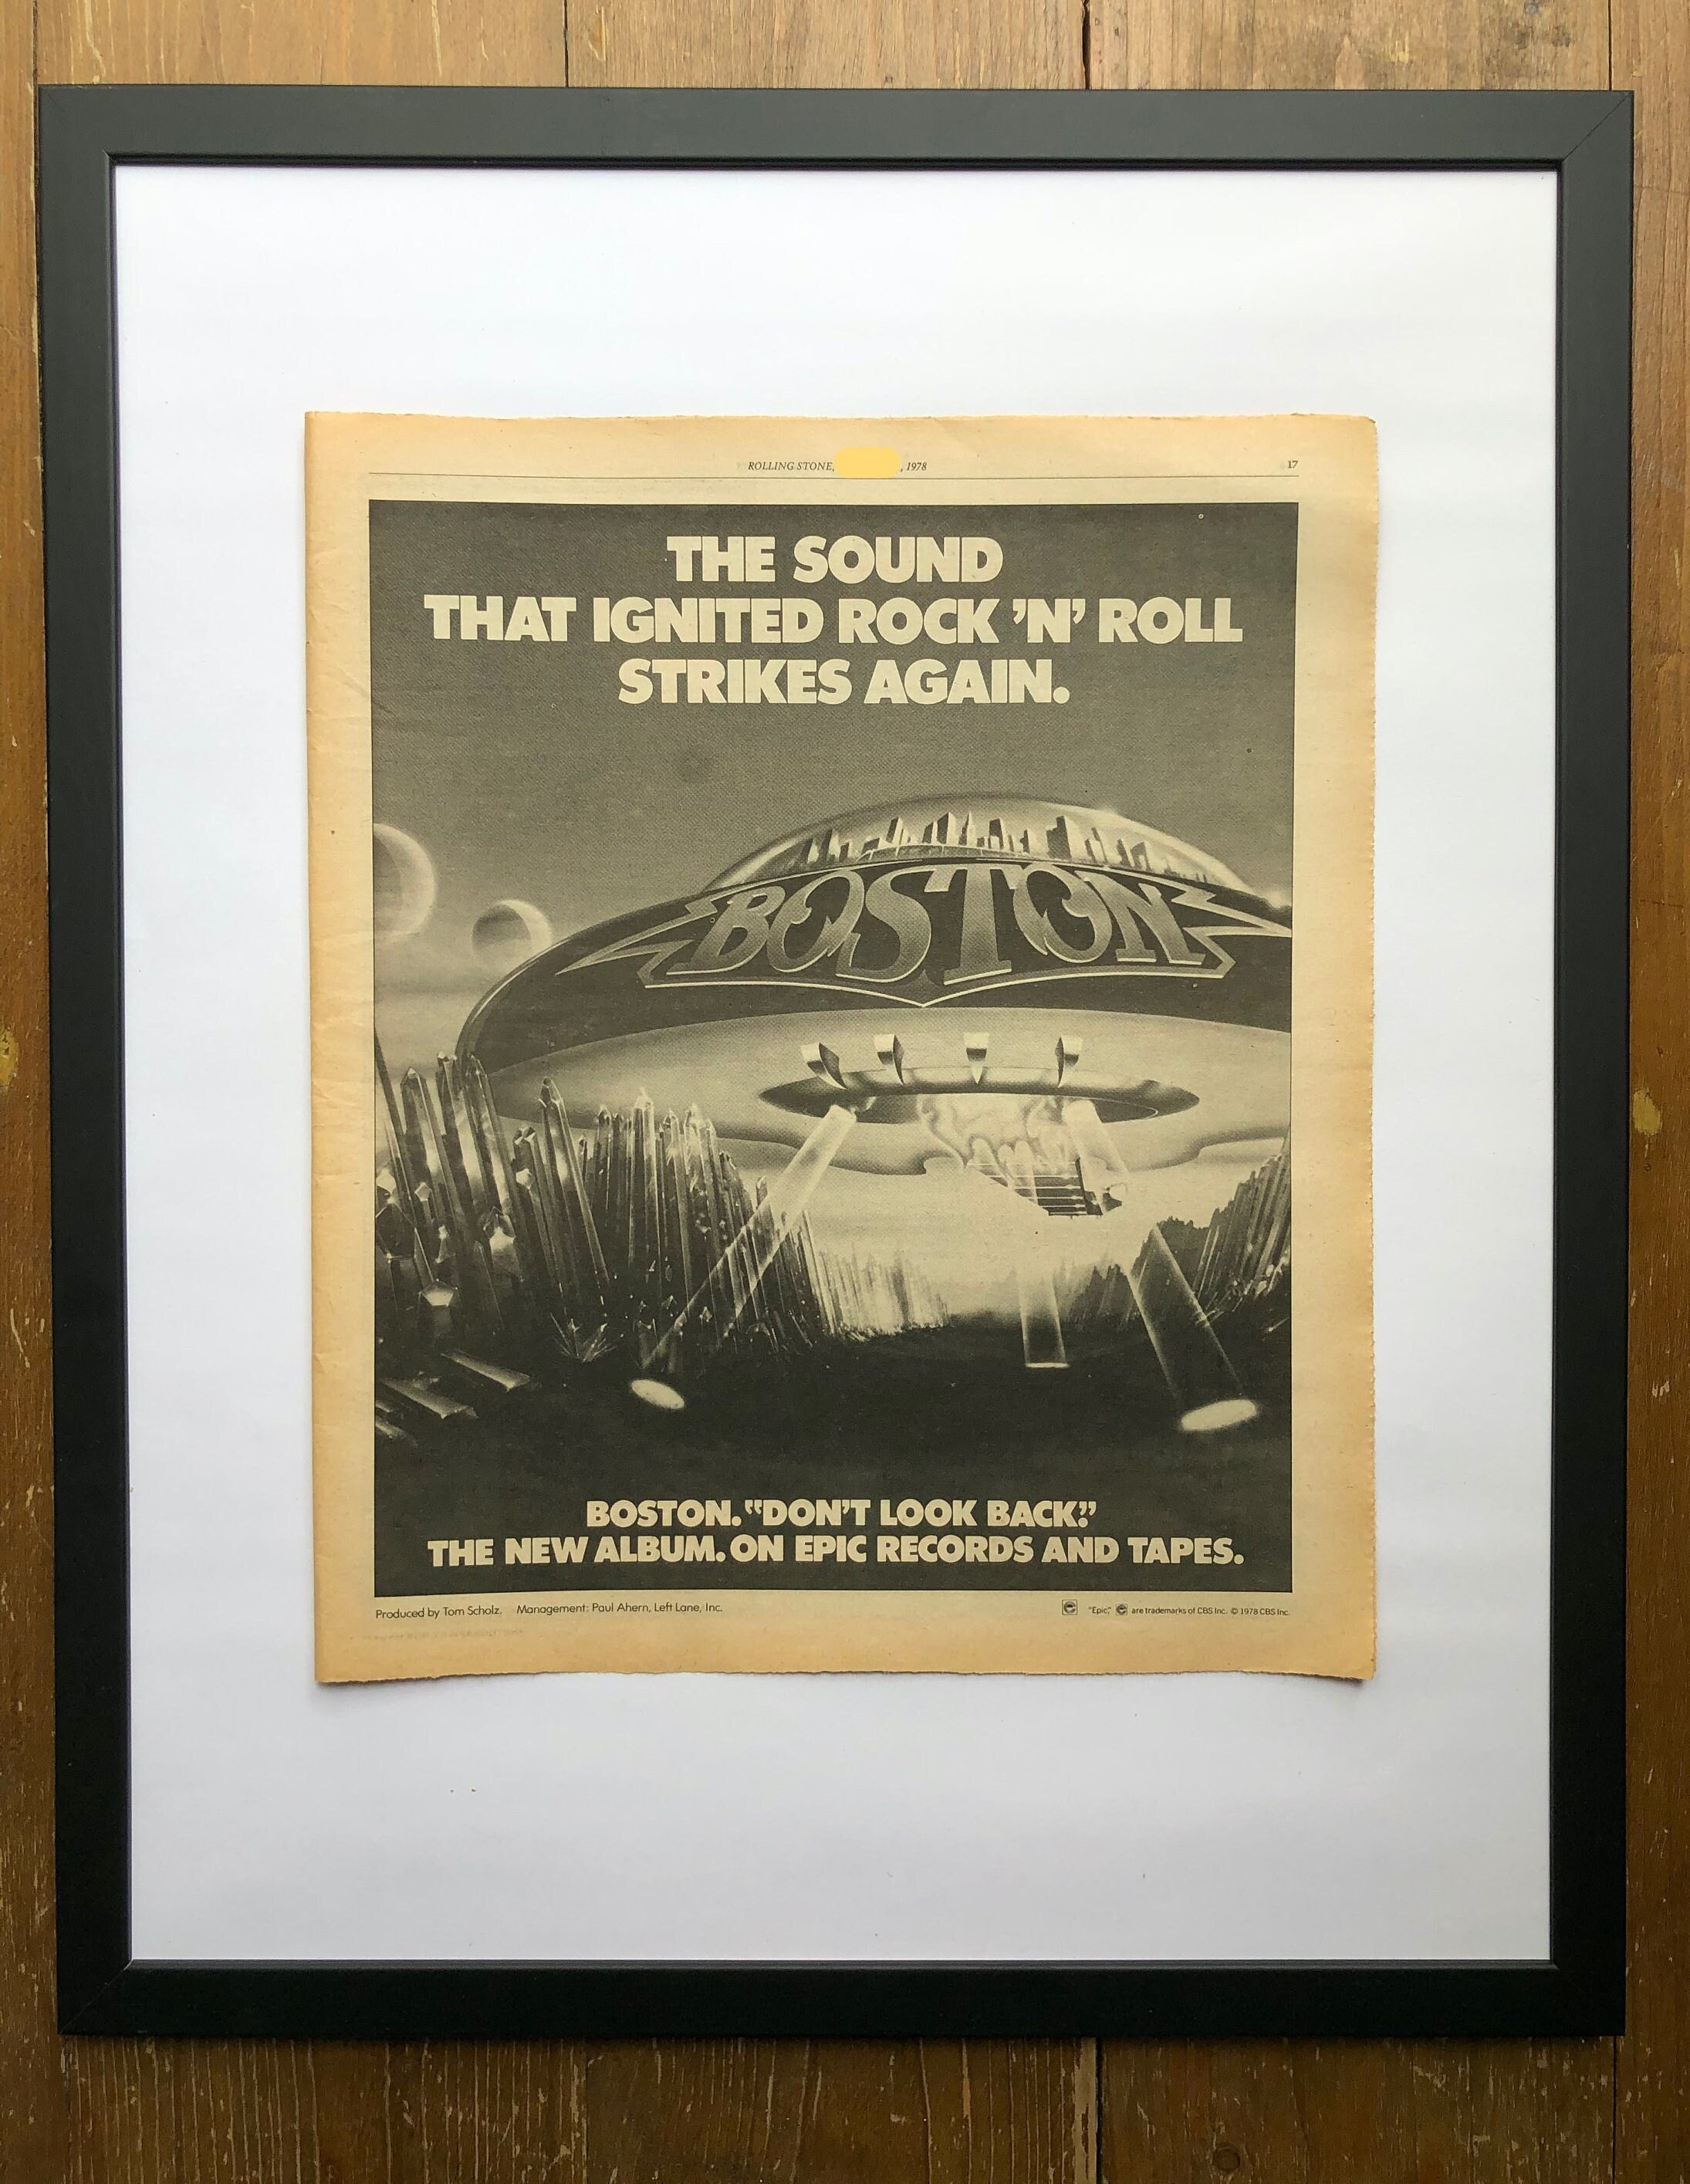 ROLLING STONE, , 1978
17
THE SOUND
THAT IGNITED ROCK 'N' ROLL
STRIKES AGAIN.
BOSTON
BOSTON. "DON'T LOOK BACK."
THE NEW ALBUM. ON EPIC RECORDS AND TAPES.
Produced by Tom Scholz. Management: Paul Ahern, Left Lane, Inc.
"Epic," e are trademarks of CBS Inc. © 1978 CBS Inc.